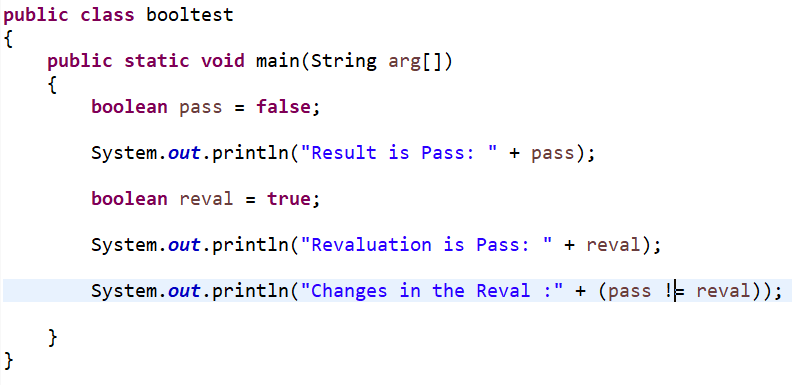 public class booltest
{
    public static void main(String arg[])
    {
        boolean pass = false;
        System.out.println("Result is Pass: " + pass);
        boolean reval = true;
        System.out.println("Revaluation is Pass: " + reval);
        System.out.println("Changes in the Reval :" + (pass != reval));
    }
}